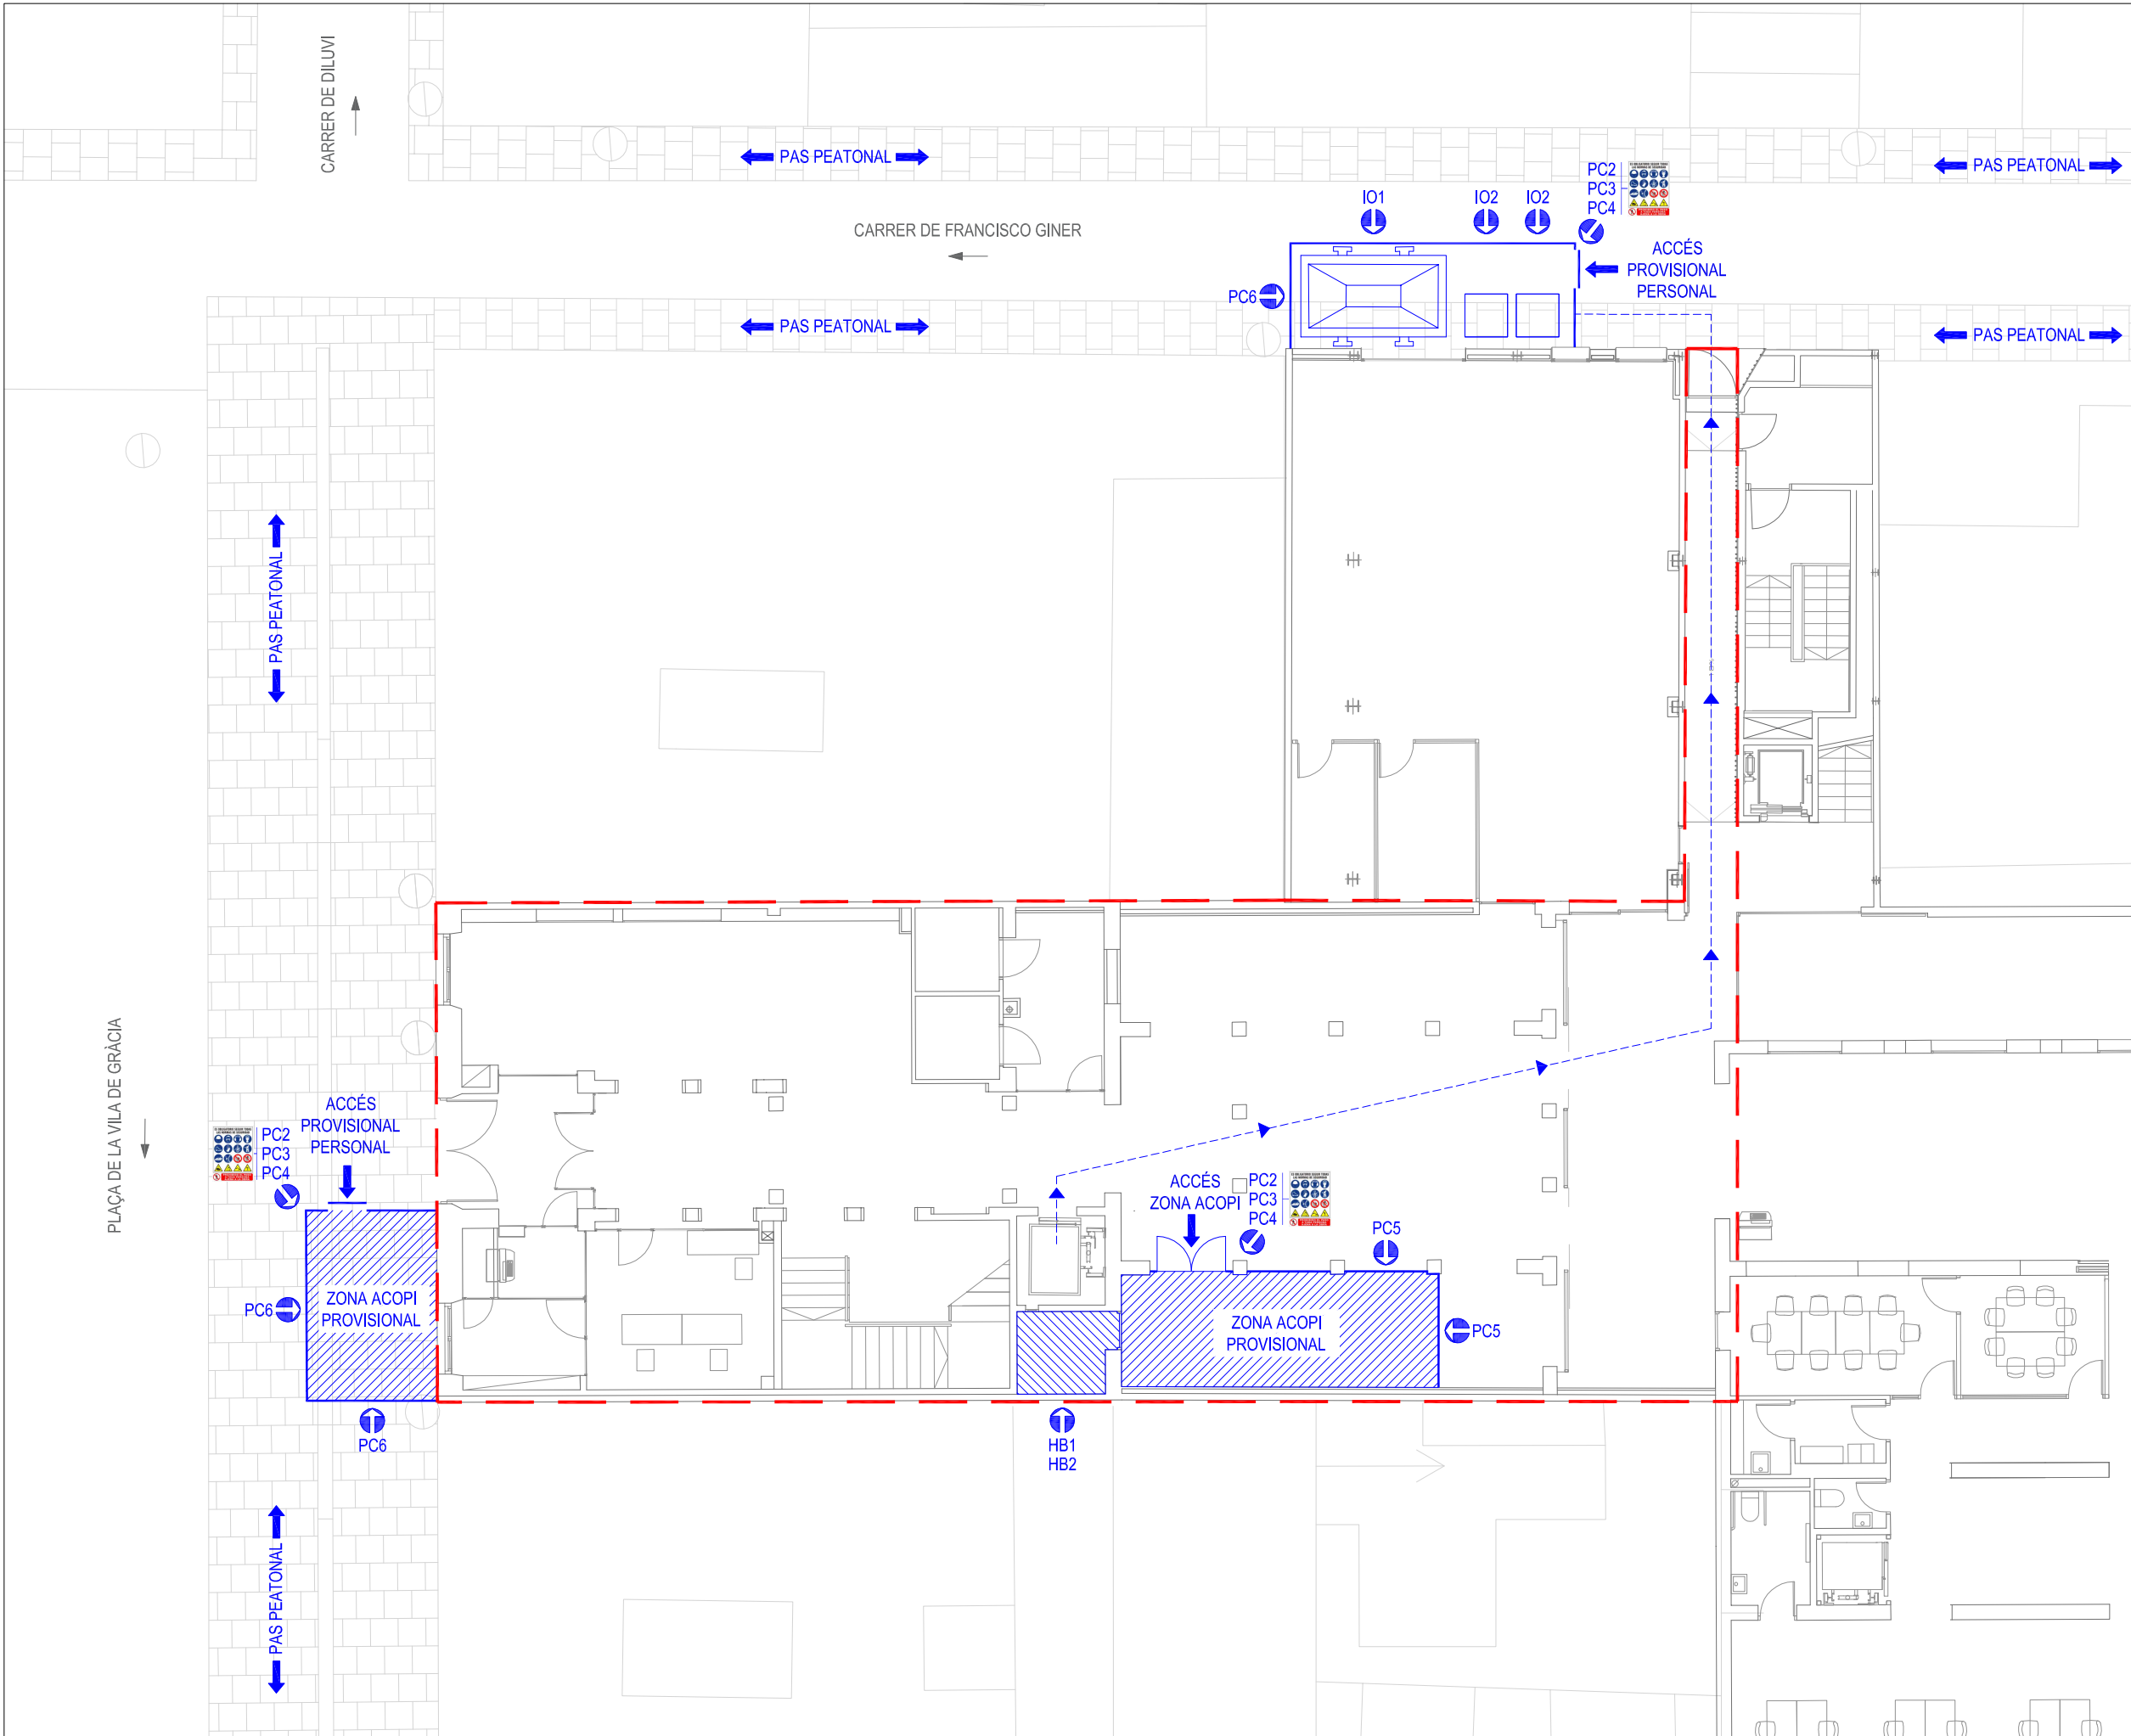 CARRER DE DILUVI
PAS PEATONAL
PAS PEATONAL
PC2
PC3
PC4
IO1
IO2
IO2
CARRER DE FRANCISCO GINER
ACCÉS
PROVISIONAL
PERSONAL
PC6
PAS PEATONAL
PAS PEATONAL
PAS PEATONAL
PLAÇA DE LA VILA DE GRÀCIA
ACCÉS
PROVISIONAL
PERSONAL
PC2
PC3
PC4
ACCÉS
ZONA ACOPI
PC2
PC3
PC4
PC5
PC6
ZONA ACOPI
PROVISIONAL
ZONA ACOPI
PROVISIONAL
PC5
PC6
HB1
HB2
PAS PEATONAL